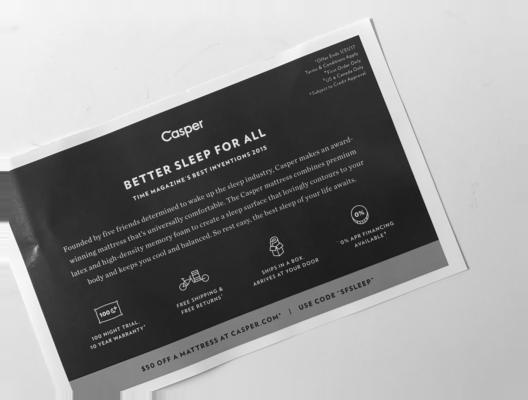 *Offer Ends 1/31/17
Terms & Conditions Apply
*Your Order Only
*US & Canada Only
*Subject to Credit Approval
Casper
BETTER SLEEP FOR ALL
TIME MAGAZINE'S BEST INVENTIONS 2015
Founded by five friends determined to wake up the sleep industry, Casper makes an award-
winning mattress that's universally comfortable. The Casper mattress combines premium
latex and high-density memory foam to create a sleep surface that lovingly contours to your
body and keeps you cool and balanced. So rest easy, the best sleep of your life awaits.
100
100 NIGHT TRIAL
10 YEAR WARRANTY*
FREE SHIPPING &
FREE RETURNS*
SHIPS IN A BOX
ARRIVES AT YOUR DOOR
0%
0% APR FINANCING
AVAILABLE*
$50 OFF A MATTRESS AT CASPER.COM* | USE CODE "SFSLEEP"